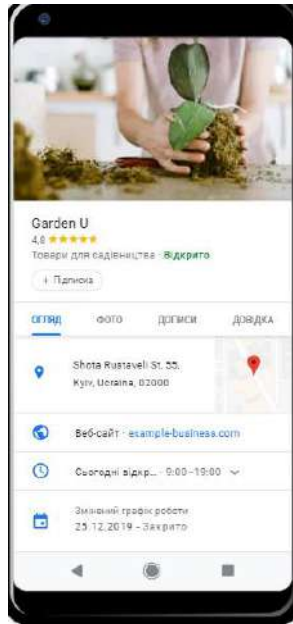 Garden U
4,8
Товари для садівництва · Відкрито
+ Підписка
ОГЛЯД ФОТО ДОПИСИ ДОВІДКА
Shota Rustaveli St. 55,
Kyiv, Ucraina, 02000
Веб-сайт · example-business.com
Сьогодні відкр... · 9:00–19:00
Змінений графік роботи
25.12.2019 – Закрито